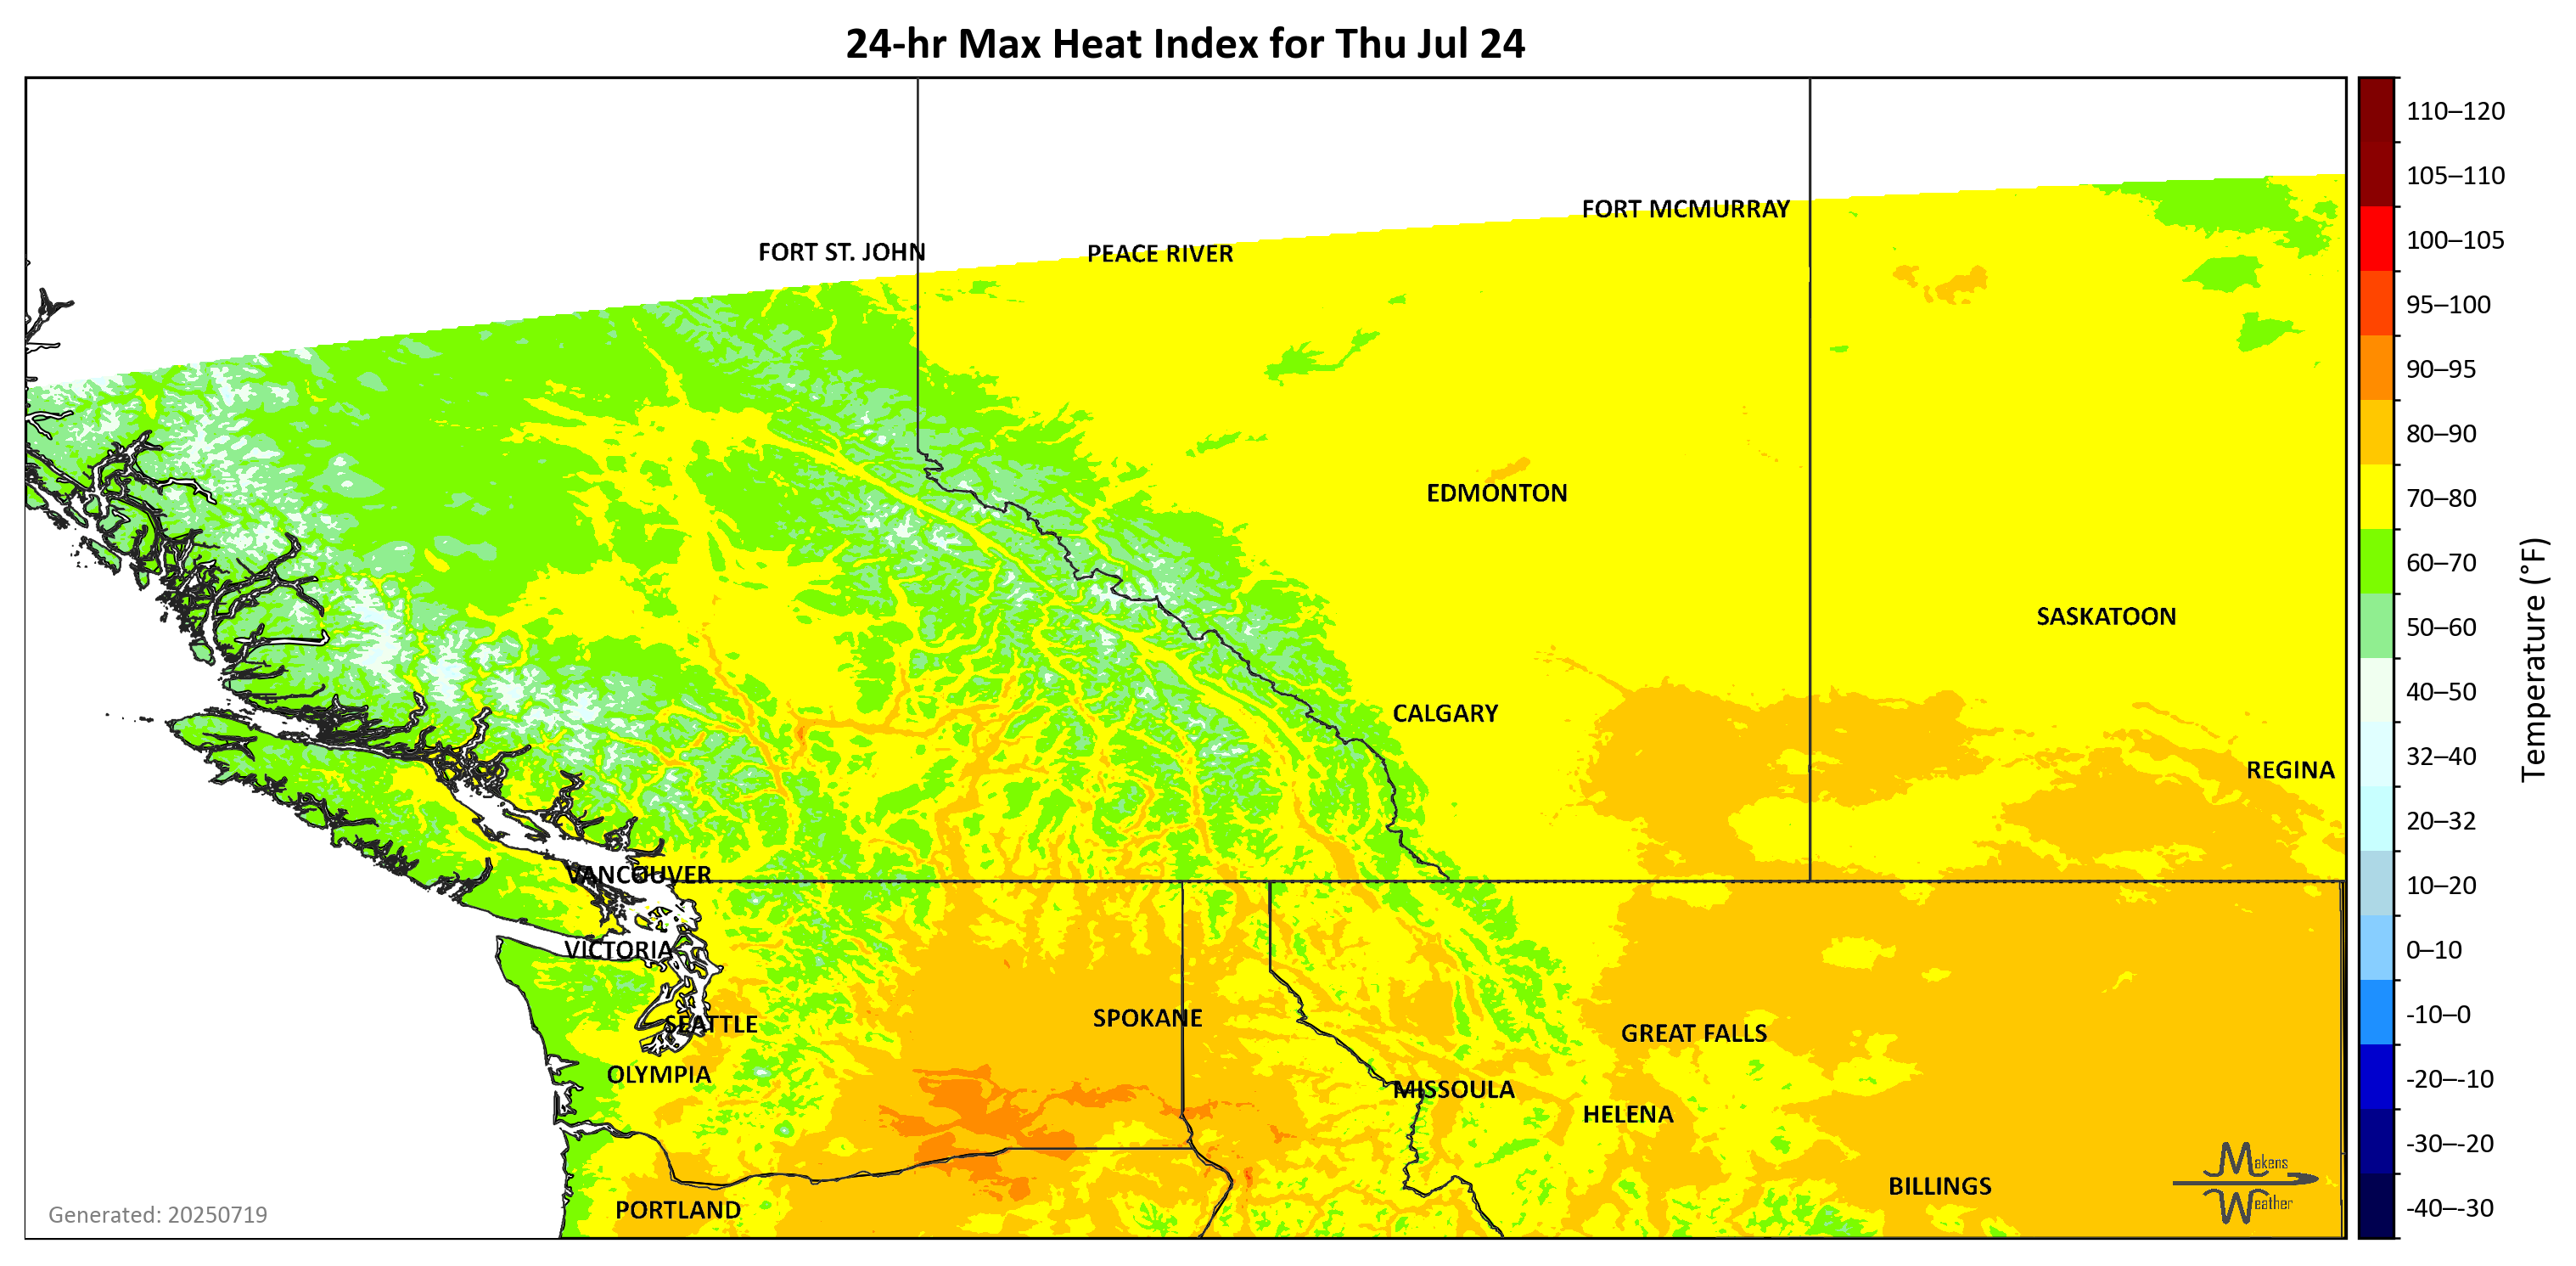 24-hr Max Heat Index for Thu Jul 24
110–120
105–110
FORT MCMURRAY
100–105
FORT ST. JOHN
PEACE RIVER
95–100
90–95
80–90
EDMONTON
70–80
60–70
SASKATOON
50–60
40–50
CALGARY
32–40
REGINA
20–32
VANCOUVER
10–20
VICTORIA
0–10
SEATTLE
SPOKANE
GREAT FALLS
-10–0
OLYMPIA
MISSOULA
-20–-10
HELENA
-30–-20
Makens
Weather
BILLINGS
PORTLAND
-40–-30
Generated: 20250719
Temperature (°F)